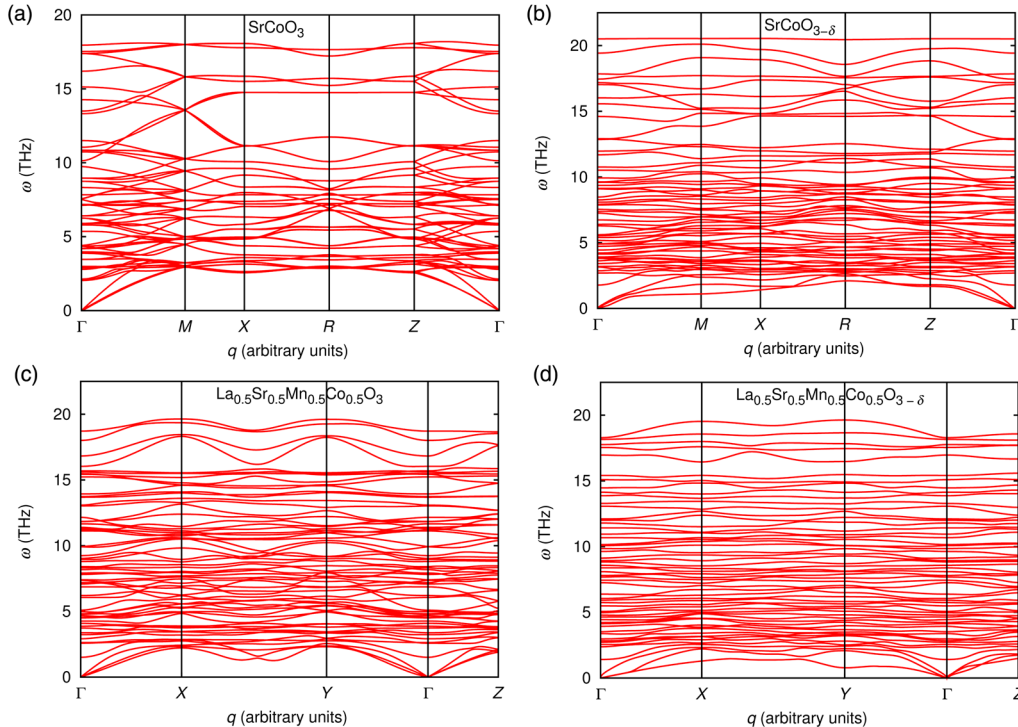 (a)
SrCoO₃
20
15
10
5
0
ω (THz)
Γ M X R Z Γ
q (arbitrary units)
(b)
SrCoO₃₋δ
20
15
10
5
0
ω (THz)
Γ M X R Z Γ
q (arbitrary units)
(c)
La₀.₅Sr₀.₅Mn₀.₅Co₀.₅O₃
20
15
10
5
0
ω (THz)
Γ X Y Γ Z
q (arbitrary units)
(d)
La₀.₅Sr₀.₅Mn₀.₅Co₀.₅O₃₋δ
20
15
10
5
0
ω (THz)
Γ X Y Γ Z
q (arbitrary units)